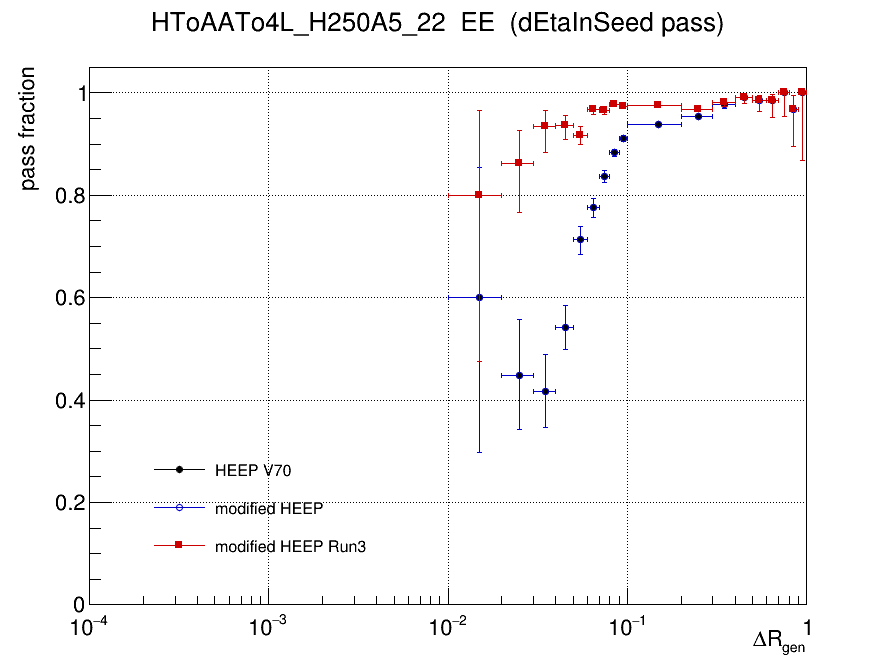 HToAATo4L_H250A5_22 EE (dEtaInSeed pass)
pass fraction
1
0.8
0.6
0.4
0.2
0
HEEP V70
modified HEEP
modified HEEP Run3
10⁻⁴ 10⁻³ 10⁻² 10⁻¹ 1
ΔR_gen